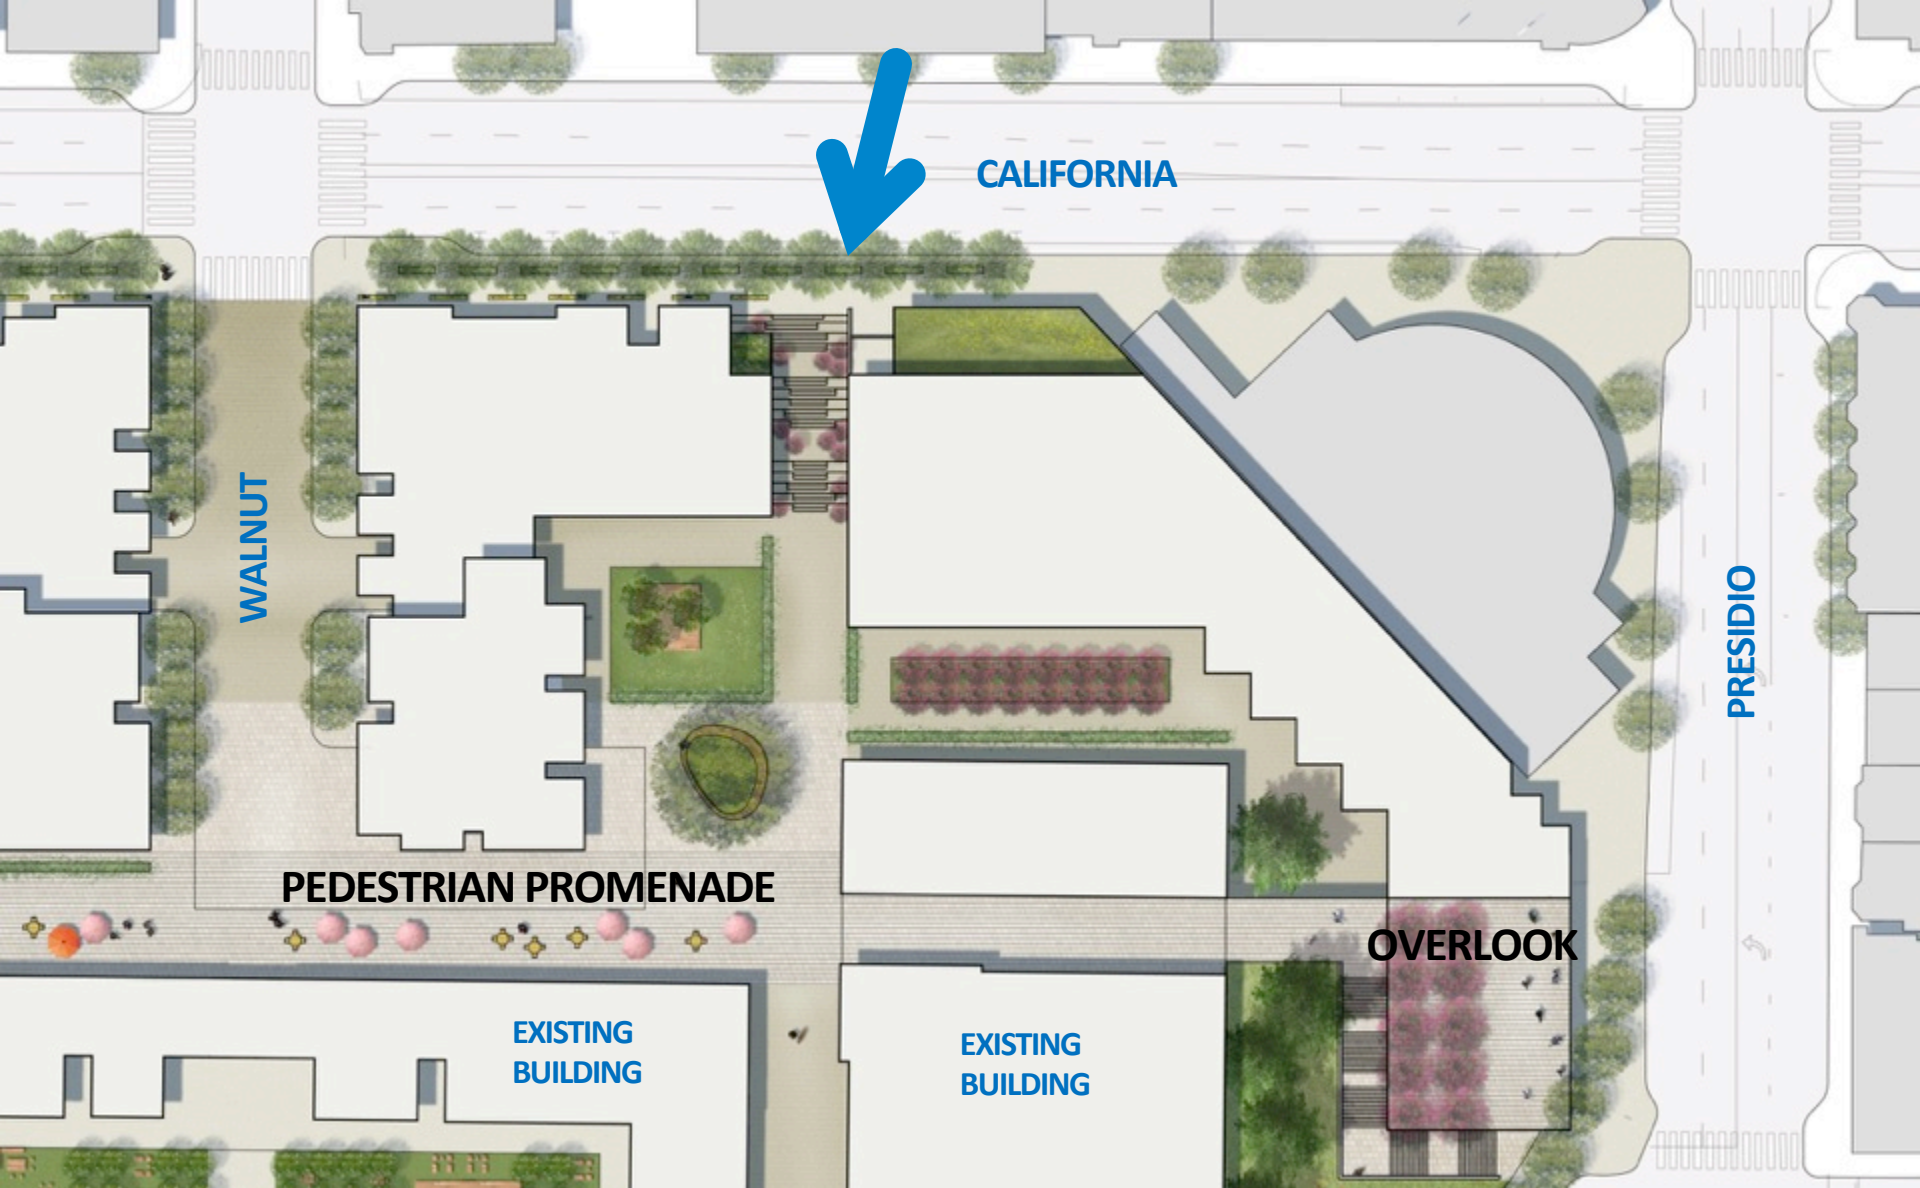 CALIFORNIA
WALNUT
PRESIDIO
PEDESTRIAN PROMENADE
OVERLOOK
EXISTING
BUILDING
EXISTING
BUILDING